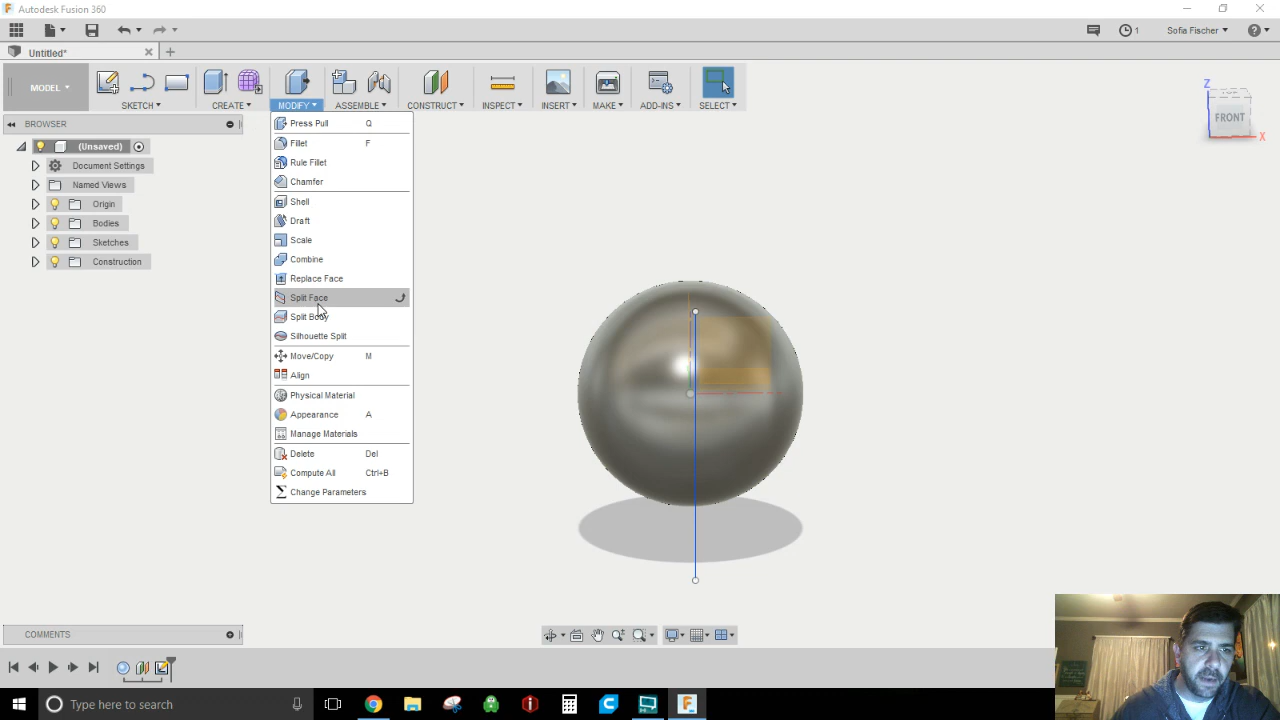 Autodesk Fusion 360
1
Sofia Fischer
Untitled*
MODEL
SKETCH
CREATE
MODIFY
ASSEMBLE
CONSTRUCT
INSPECT
INSERT
MAKE
ADD-INS
SELECT
BROWSER
(Unsaved)
Document Settings
Named Views
Origin
Bodies
Sketches
Construction
Press Pull Q
Fillet F
Rule Fillet
Chamfer
Shell
Draft
Scale
Combine
Replace Face
Split Face
Split Body
Silhouette Split
Move/Copy M
Align
Physical Material
Appearance A
Manage Materials
Delete Del
Compute All Ctrl+B
Change Parameters
Z
FRONT
X
COMMENTS
Type here to search